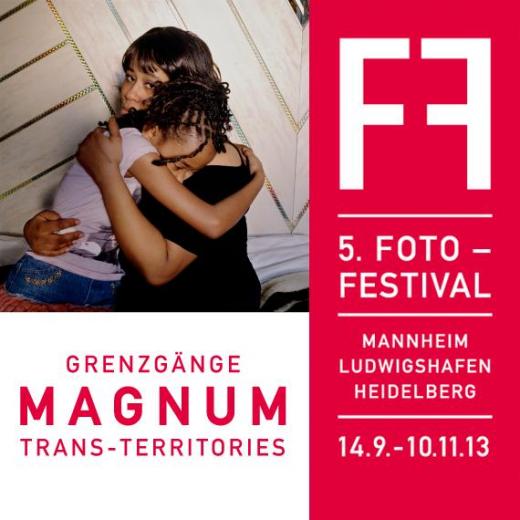 FF
5. FOTO –
FESTIVAL
MANNHEIM
LUDWIGSHAFEN
HEIDELBERG
14.9.-10.11.13
GRENZGÄNGE
MAGNUM
TRANS-TERRITORIES